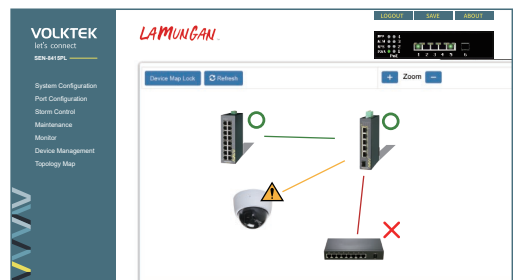 VOLKTEK
let's connect
SEN-8415PL
System Configuration
Port Configuration
Storm Control
Maintenance
Monitor
Device Management
Topology Map
LAMUNGAN
LOGOUT SAVE ABOUT
PoE
1 2 3 4 5 6
Device Map Lock Refresh
+ Zoom −